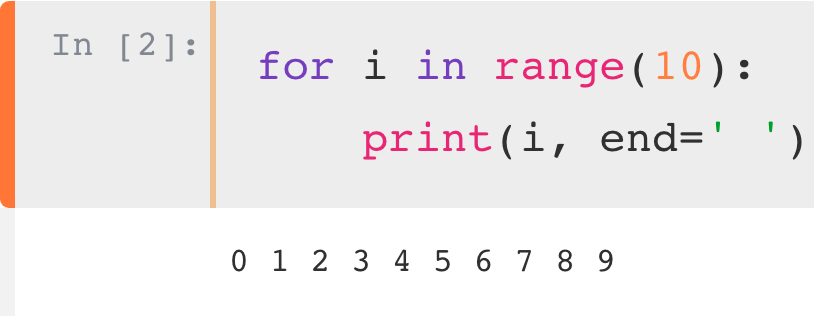 In [2]:
for i in range(10):
    print(i, end=' ')
0 1 2 3 4 5 6 7 8 9